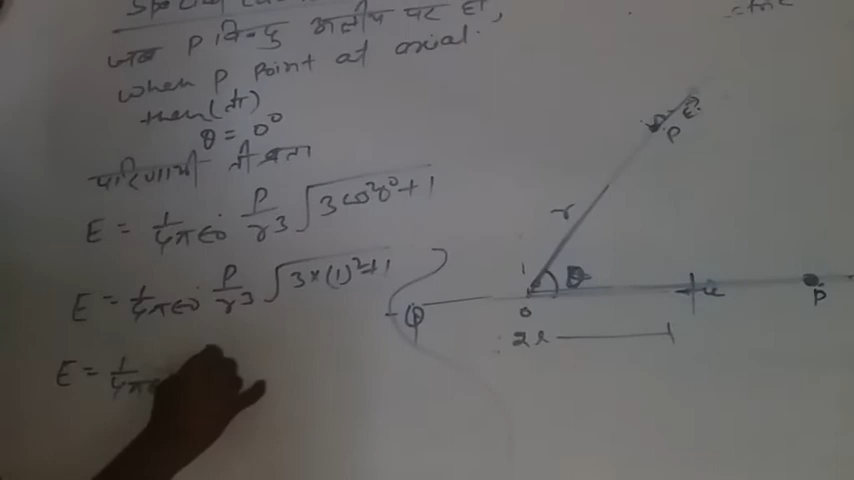 जब P बिन्दु अक्षीय पर हो,
when P Point at axial.
then (तो)
θ = 0°
परिणामी तीव्रता
E = 1/4πε0 . P/r3 √3cos²0°+1
E = 1/4πε0 . P/r3 √3×(1)²+1
E = 1/4π
E
P
r
θ
O
P
2l